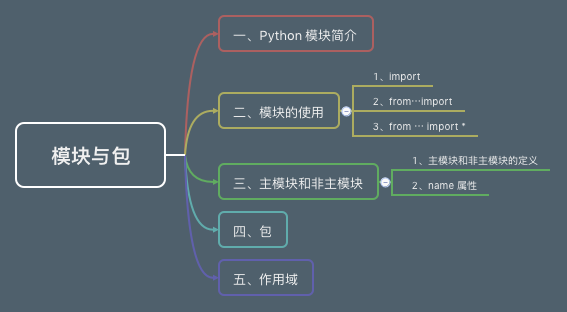 模块与包
一、Python 模块简介
二、模块的使用
1、import
2、from…import
3、from … import *
三、主模块和非主模块
1、主模块和非主模块的定义
2、name 属性
四、包
五、作用域